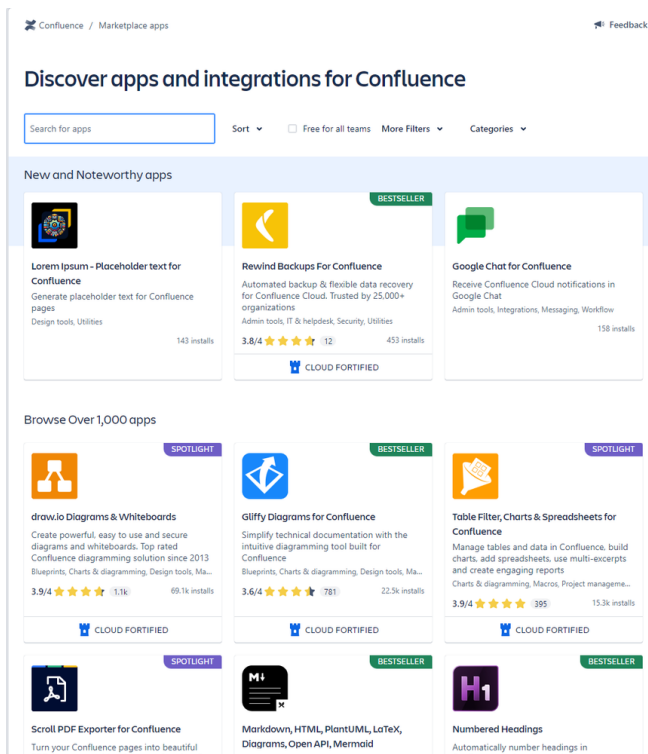 Confluence / Marketplace apps
Feedback
Discover apps and integrations for Confluence
Search for apps
Sort
Free for all teams
More Filters
Categories
New and Noteworthy apps
Lorem Ipsum - Placeholder text for
Confluence
Generate placeholder text for Confluence
pages
Design tools, Utilities
143 installs
BESTSELLER
Rewind Backups For Confluence
Automated backup & flexible data recovery
for Confluence Cloud. Trusted by 25,000+
organizations
Admin tools, IT & helpdesk, Security, Utilities
3.8/4 12 453 installs
CLOUD FORTIFIED
Google Chat for Confluence
Receive Confluence Cloud notifications in
Google Chat
Admin tools, Integrations, Messaging, Workflow
158 installs
Browse Over 1,000 apps
SPOTLIGHT
draw.io Diagrams & Whiteboards
Create powerful, easy to use and secure
diagrams and whiteboards. Top rated
Confluence diagramming solution since 2013
Blueprints, Charts & diagramming, Design tools, Ma...
3.9/4 1.1k 69.1k installs
CLOUD FORTIFIED
BESTSELLER
Gliffy Diagrams for Confluence
Simplify technical documentation with the
intuitive diagramming tool built for
Confluence
Blueprints, Charts & diagramming, Design tools, Ma...
3.6/4 781 22.5k installs
CLOUD FORTIFIED
SPOTLIGHT
Table Filter, Charts & Spreadsheets for
Confluence
Manage tables and data in Confluence, build
charts, add spreadsheets, use multi-excerpts
and create engaging reports
Charts & diagramming, Macros, Project manageme...
3.9/4 395 15.3k installs
CLOUD FORTIFIED
SPOTLIGHT
Scroll PDF Exporter for Confluence
Turn your Confluence pages into beautiful
BESTSELLER
M↓
Markdown, HTML, PlantUML, LaTeX,
Diagrams, Open API, Mermaid
BESTSELLER
H1
Numbered Headings
Automatically number headings in